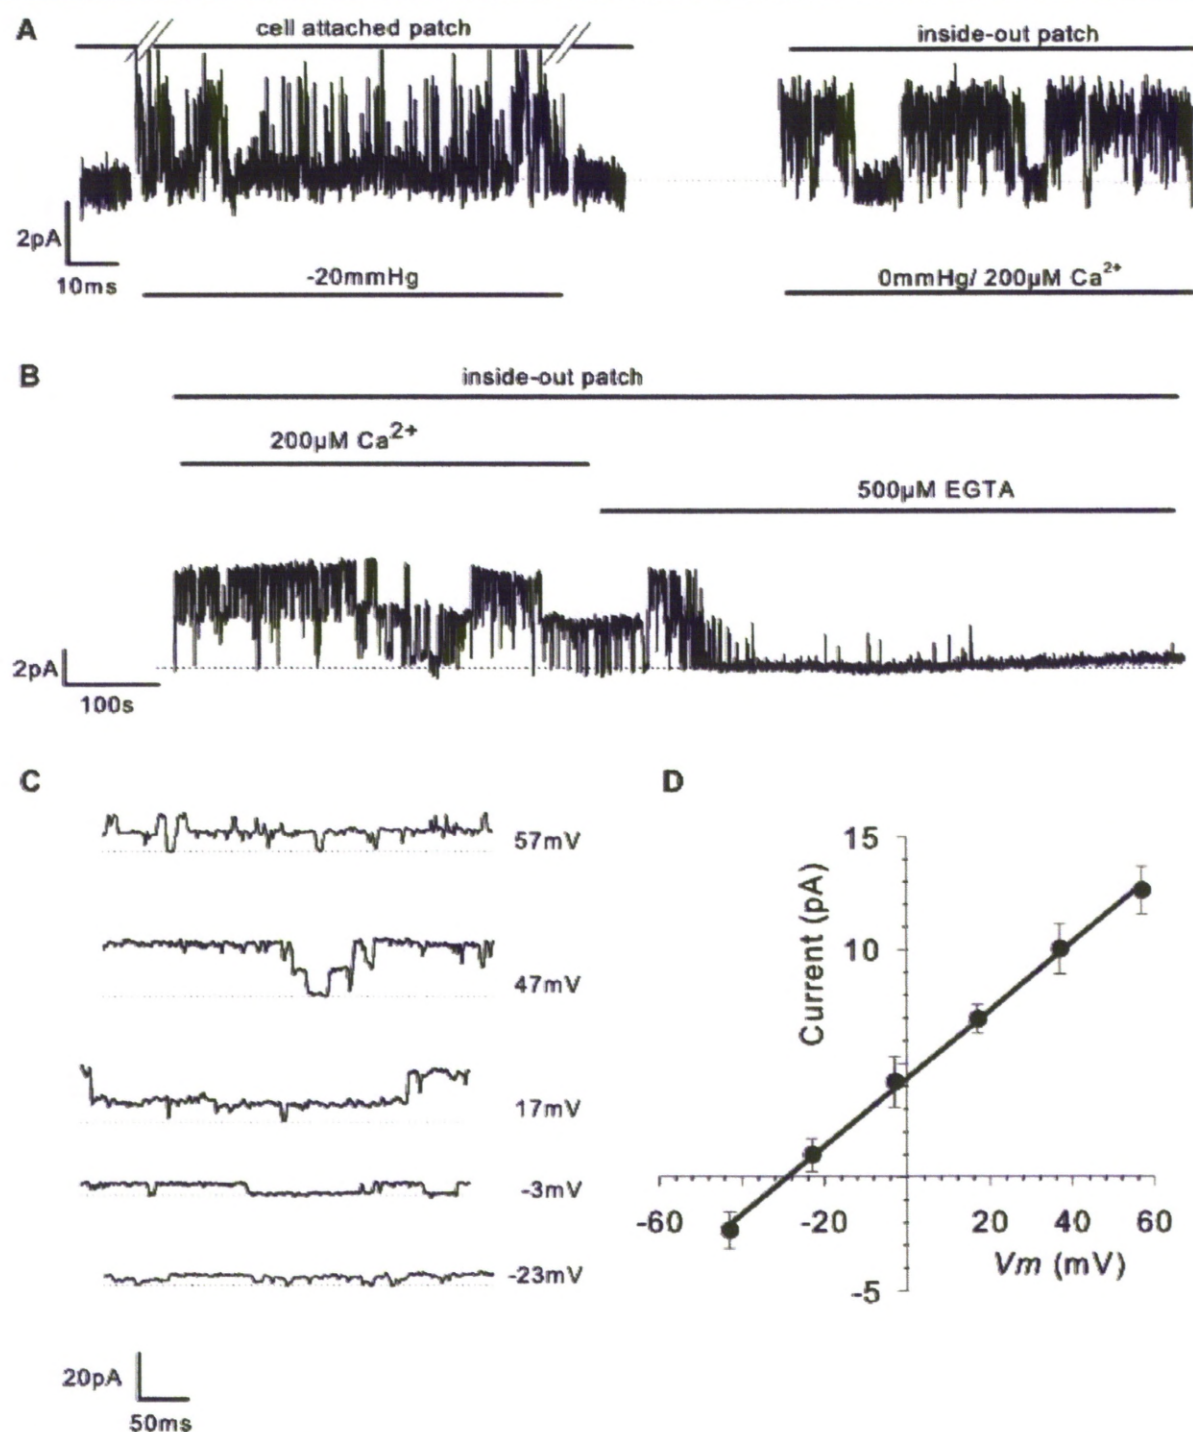 A
cell attached patch
inside-out patch
2pA
10ms
-20mmHg
0mmHg/ 200µM Ca²⁺
B
inside-out patch
200µM Ca²⁺
500µM EGTA
2pA
100s
C
57mV
47mV
17mV
-3mV
-23mV
20pA
50ms
D
Current (pA)
15
10
-5
-60
-20
20
40
60
Vm (mV)